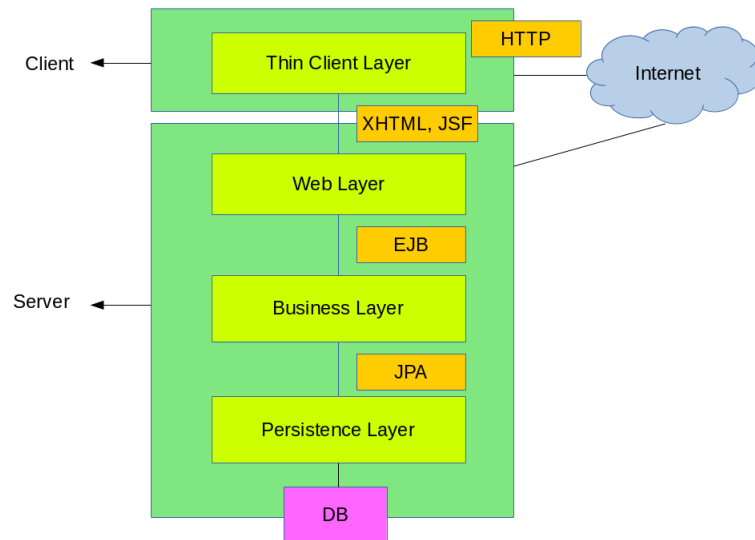 HTTP
Client
Thin Client Layer
Internet
XHTML, JSF
Web Layer
EJB
Server
Business Layer
JPA
Persistence Layer
DB